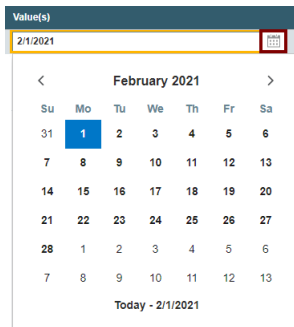 Value(s)
2/1/2021
< February 2021 >
Su Mo Tu We Th Fr Sa
31 1 2 3 4 5 6
7 8 9 10 11 12 13
14 15 16 17 18 19 20
21 22 23 24 25 26 27
28 1 2 3 4 5 6
7 8 9 10 11 12 13
Today - 2/1/2021